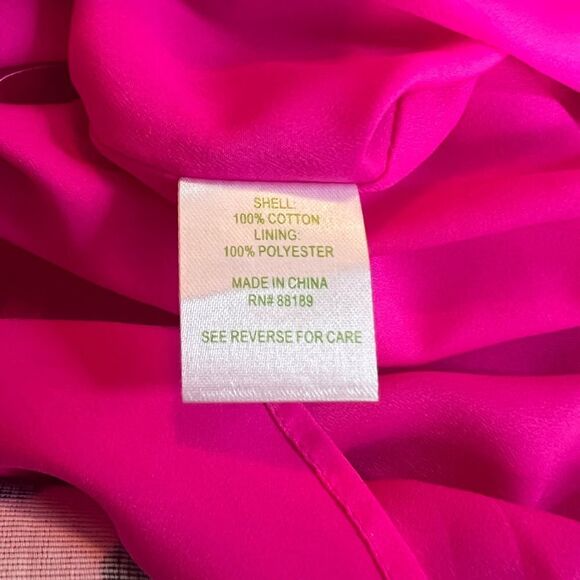 SHELL:
100% COTTON
LINING:
100% POLYESTER
MADE IN CHINA
RN# 88189
SEE REVERSE FOR CARE